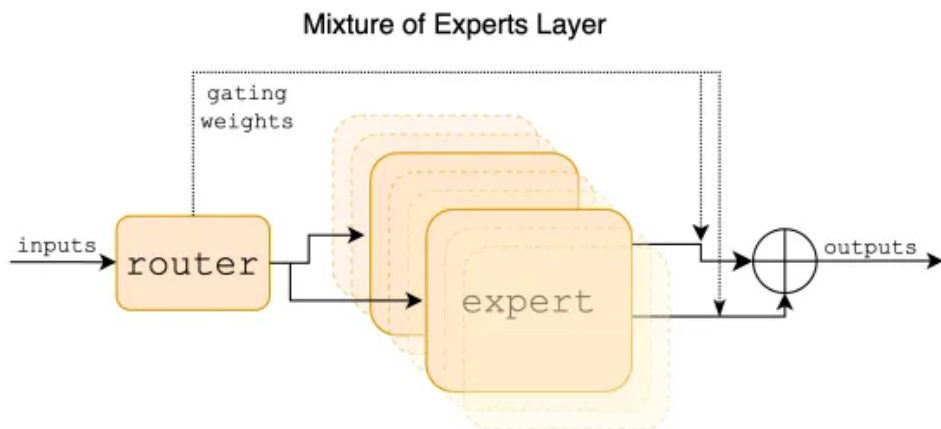 Mixture of Experts Layer
gating
weights
inputs
router
expert
outputs